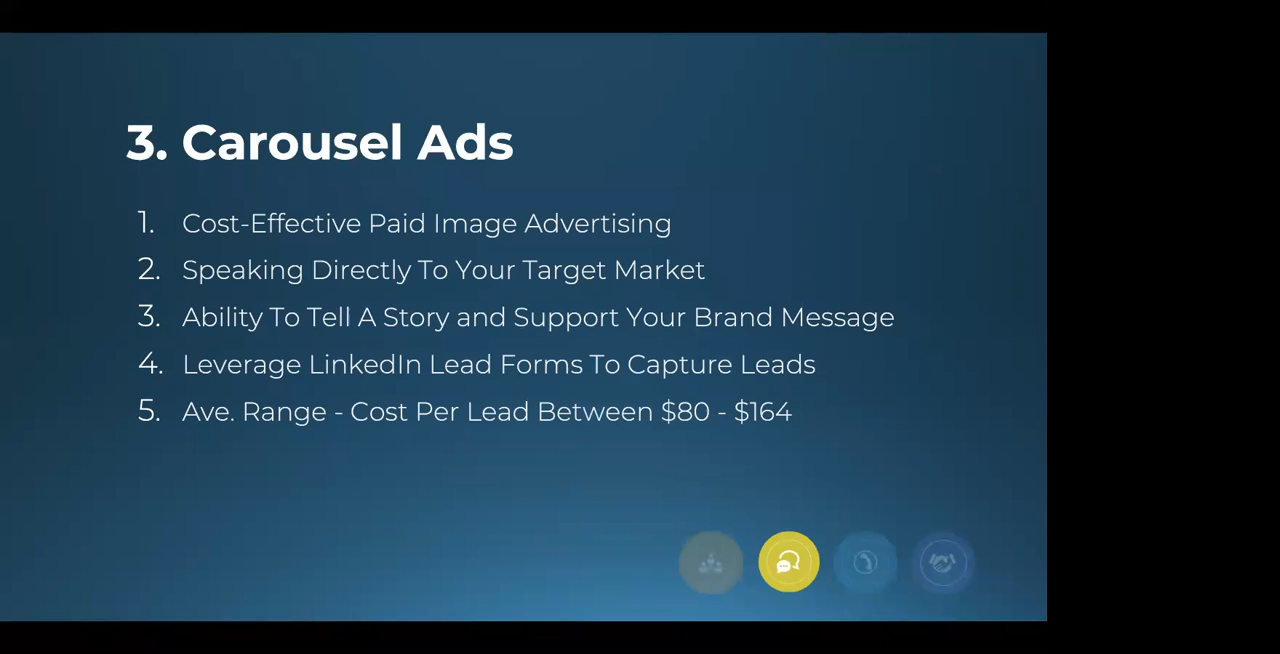 3. Carousel Ads
1. Cost-Effective Paid Image Advertising
2. Speaking Directly To Your Target Market
3. Ability To Tell A Story and Support Your Brand Message
4. Leverage LinkedIn Lead Forms To Capture Leads
5. Ave. Range - Cost Per Lead Between $80 - $164